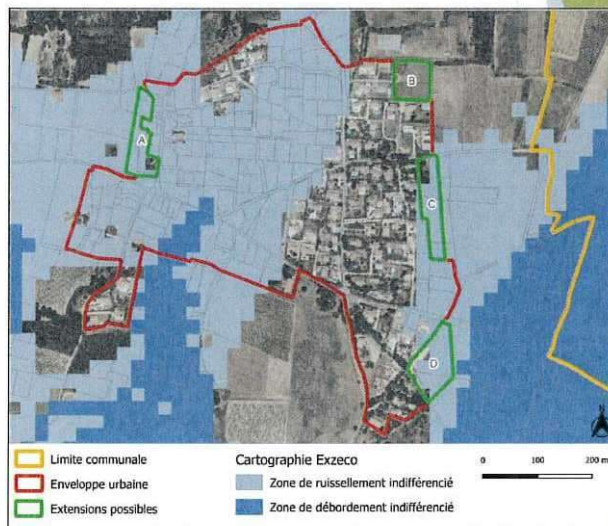 B
A
C
D
Limite communale
Enveloppe urbaine
Extensions possibles
Cartographie Exzeco
Zone de ruissellement indifférencié
Zone de débordement indifférencié
0 100 200 m